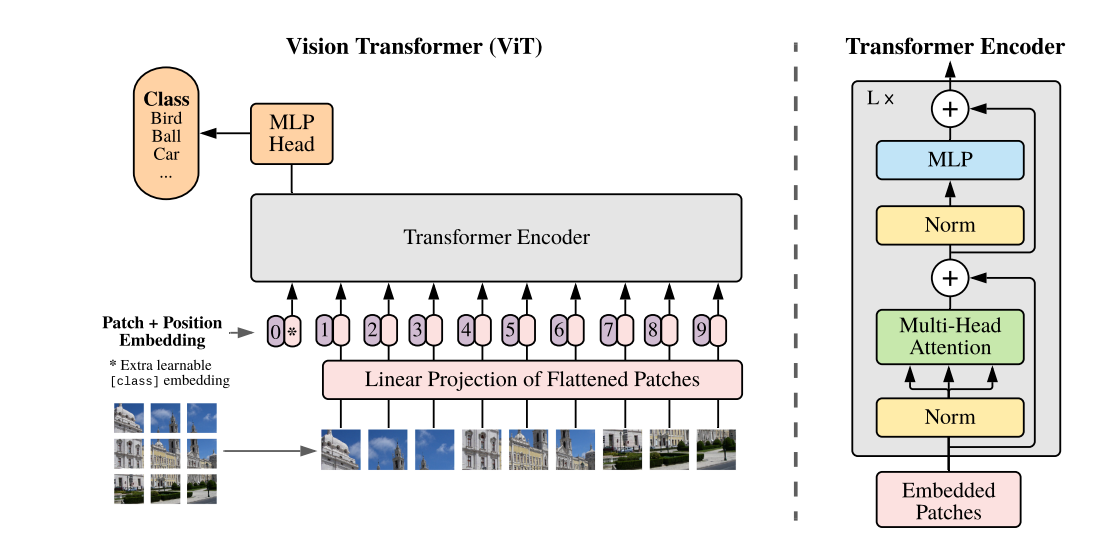 Vision Transformer (ViT)
Class
Bird
Ball
Car
...
MLP
Head
Transformer Encoder
Patch + Position
Embedding
0 * 1 2 3 4 5 6 7 8 9
* Extra learnable
[class] embedding
Linear Projection of Flattened Patches
Transformer Encoder
L ×
+
MLP
Norm
+
Multi-Head
Attention
Norm
Embedded
Patches